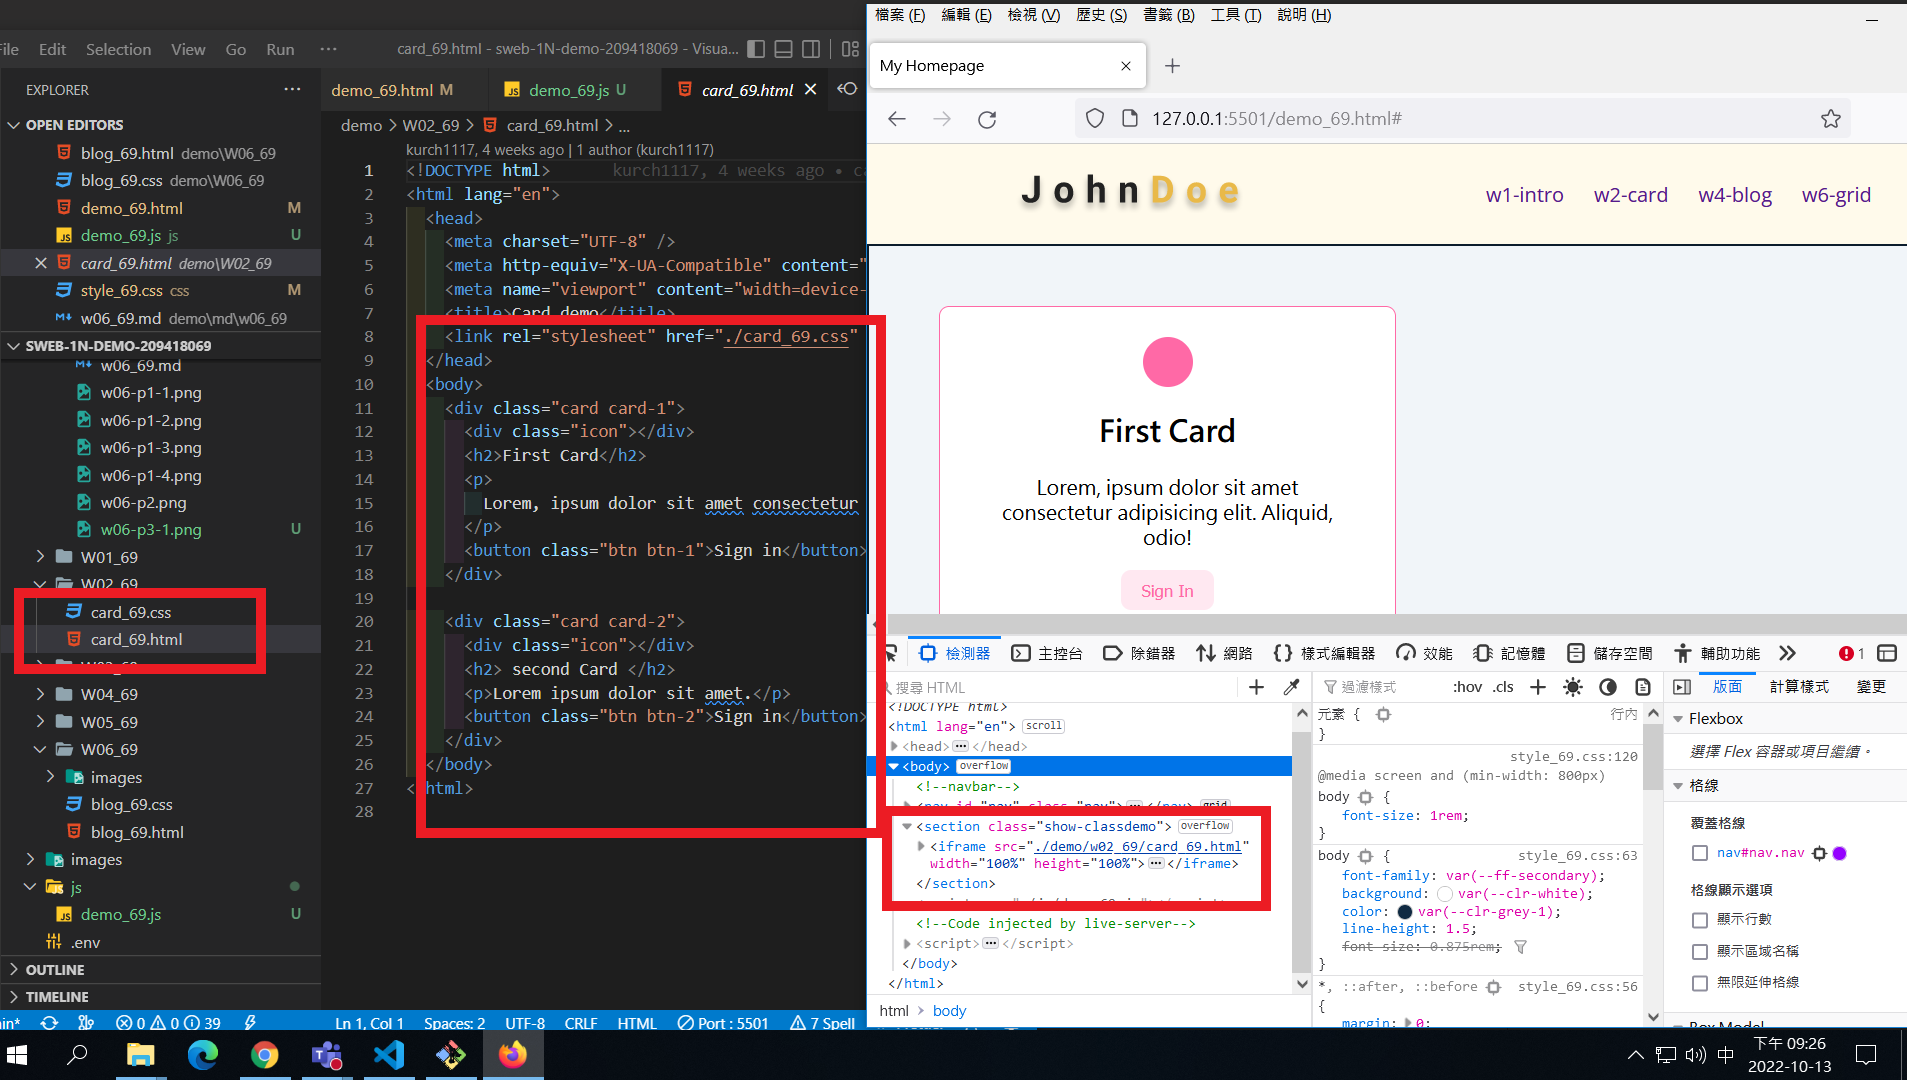 File Edit Selection View Go Run ··· card_69.html - sweb-1N-demo-209418069 - Visua...
EXPLORER ···
OPEN EDITORS
blog_69.html demo\W06_69
blog_69.css demo\W06_69
demo_69.html M
demo_69.js js U
card_69.html demo\W02_69
style_69.css css M
w06_69.md demo\md\w06_69
SWEB-1N-DEMO-209418069
w06_69.md
w06-p1-1.png
w06-p1-2.png
w06-p1-3.png
w06-p1-4.png
w06-p2.png
w06-p3-1.png U
W01_69
W02_69
card_69.css
card_69.html
W04_69
W05_69
W06_69
images
blog_69.css
blog_69.html
images
js
demo_69.js U
.env
OUTLINE
TIMELINE
demo_69.html M
demo_69.js U
card_69.html
demo > W02_69 > card_69.html > ...
kurch1117, 4 weeks ago | 1 author (kurch1117)
1 <!DOCTYPE html> kurch1117, 4 weeks ago • ca
2 <html lang="en">
3 <head>
4 <meta charset="UTF-8" />
5 <meta http-equiv="X-UA-Compatible" content="
6 <meta name="viewport" content="width=device-
7 <title>Card demo</title>
8 <link rel="stylesheet" href="./card_69.css"
9 </head>
10 <body>
11 <div class="card card-1">
12 <div class="icon"></div>
13 <h2>First Card</h2>
14 <p>
15 Lorem, ipsum dolor sit amet consectetur
16 </p>
17 <button class="btn btn-1">Sign in</button>
18 </div>
19
20 <div class="card card-2">
21 <div class="icon"></div>
22 <h2> second Card </h2>
23 <p>Lorem ipsum dolor sit amet.</p>
24 <button class="btn btn-2">Sign in</button>
25 </div>
26 </body>
27 </html>
28
0 0 39 Ln 1, Col 1 Spaces: 2 UTF-8 CRLF HTML Port : 5501 7 Spell
檔案 (F) 編輯 (E) 檢視 (V) 歷史 (S) 書籤 (B) 工具 (T) 說明 (H)
My Homepage
127.0.0.1:5501/demo_69.html#
JohnDoe
w1-intro w2-card w4-blog w6-grid
First Card
Lorem, ipsum dolor sit amet
consectetur adipisicing elit. Aliquid,
odio!
Sign In
檢測器 主控台 除錯器 網路 樣式編輯器 效能 記憶體 儲存空間 輔助功能 1
搜尋 HTML
<!DOCTYPE html>
<html lang="en"> scroll
<head> ··· </head>
<body> overflow
<!--navbar-->
<nav id="nav" class="nav"> ··· </nav> grid
<section class="show-classdemo"> overflow
<iframe src="./demo/w02_69/card_69.html"
width="100%" height="100%"> ··· </iframe>
</section>
<!--Code injected by live-server-->
<script> ··· </script>
</body>
</html>
html > body
過濾樣式 :hov .cls
元素 { 行內
}
style_69.css:120
@media screen and (min-width: 800px)
body {
font-size: 1rem;
}
body { style_69.css:63
font-family: var(--ff-secondary);
background: var(--clr-white);
color: var(--clr-grey-1);
line-height: 1.5;
font-size: 0.875rem;
}
*, ::after, ::before style_69.css:56
{
margin: 0;
版面 計算樣式 變更
Flexbox
選擇 Flex 容器或項目繼續。
格線
覆蓋格線
nav#nav.nav
格線顯示選項
顯示行數
顯示區域名稱
無限延伸格線
Box Model
中
下午 09:26
2022-10-13